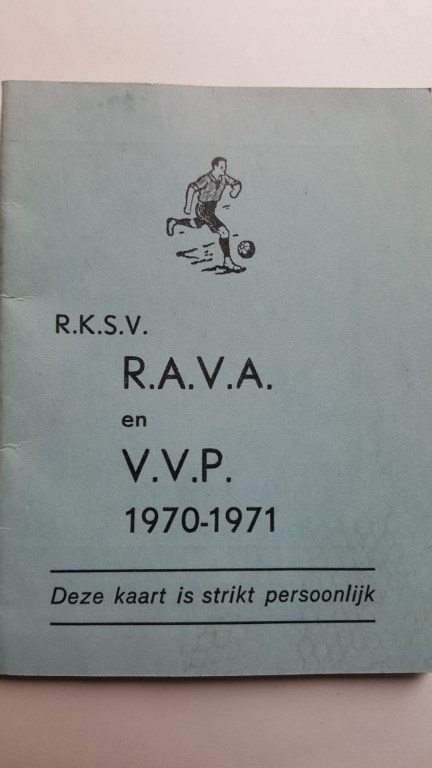 R.K.S.V.
R.A.V.A.
en
V.V.P.
1970-1971
Deze kaart is strikt persoonlijk